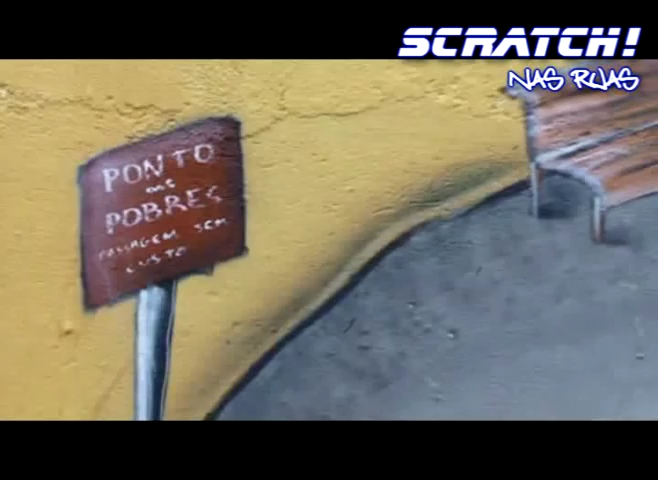 SCRATCH!
NAS RUAS
PONTO
DOS
POBRES
PASSAGEM SEM
CUSTO